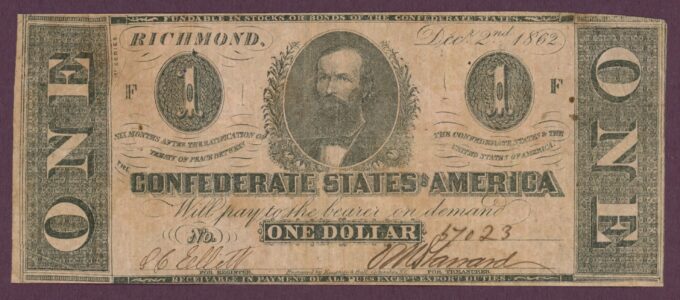 FUNDABLE IN STOCKS OR BONDS OF THE CONFEDERATE STATES.
RICHMOND.
Decr. 2nd 1862
ONE
F
1
1
F
ONE
SIX MONTHS AFTER THE RATIFICATION OF A TREATY OF PEACE BETWEEN
THE CONFEDERATE STATES & THE UNITED STATES OF AMERICA.
THE
CONFEDERATE STATES OF AMERICA
Will pay to the bearer on demand
No.
ONE DOLLAR
57023
FOR REGISTER.
FOR TREASURER.
RECEIVABLE IN PAYMENT OF ALL DUES EXCEPT EXPORT DUTIES.